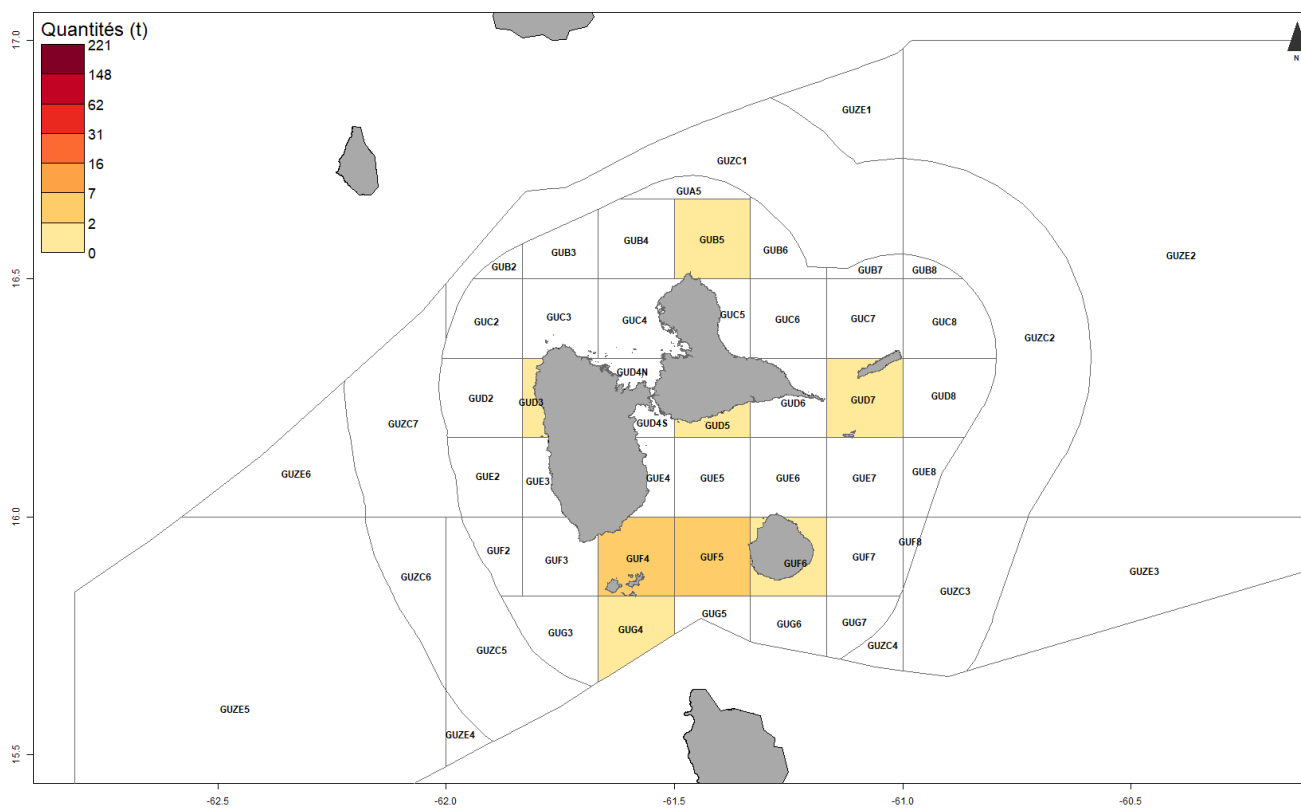 Quantités (t)
221
148
62
31
16
7
2
0
N
17.0
16.5
16.0
15.5
-62.5
-62.0
-61.5
-61.0
-60.5
GUZE1
GUZC1
GUA5
GUB2
GUB3
GUB4
GUB5
GUB6
GUB7
GUB8
GUZE2
GUC2
GUC3
GUC4
GUC5
GUC6
GUC7
GUC8
GUZC2
GUD4N
GUD2
GUD3
GUD4S
GUD5
GUD6
GUD7
GUD8
GUZC7
GUZE6
GUE2
GUE3
GUE4
GUE5
GUE6
GUE7
GUE8
GUF2
GUF3
GUF4
GUF5
GUF6
GUF7
GUF8
GUZC6
GUZC3
GUZE3
GUG3
GUG4
GUG5
GUG6
GUG7
GUZC4
GUZC5
GUZE5
GUZE4